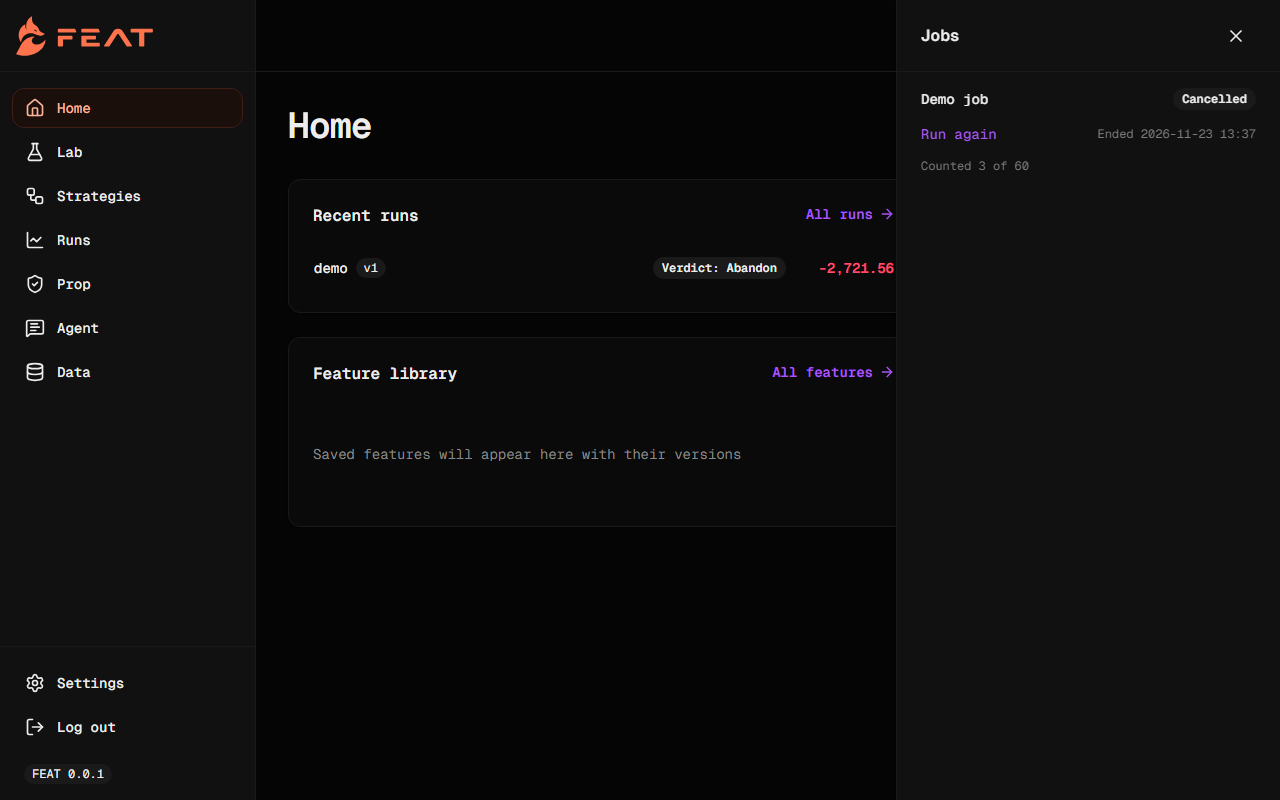 FEAT
Home
Lab
Strategies
Runs
Prop
Agent
Data
Settings
Log out
FEAT 0.0.1
Home
Recent runs
All runs →
demo v1 Verdict: Abandon -2,721.56
Feature library
All features →
Saved features will appear here with their versions
Jobs
Demo job Cancelled
Run again Ended 2026-11-23 13:37
Counted 3 of 60